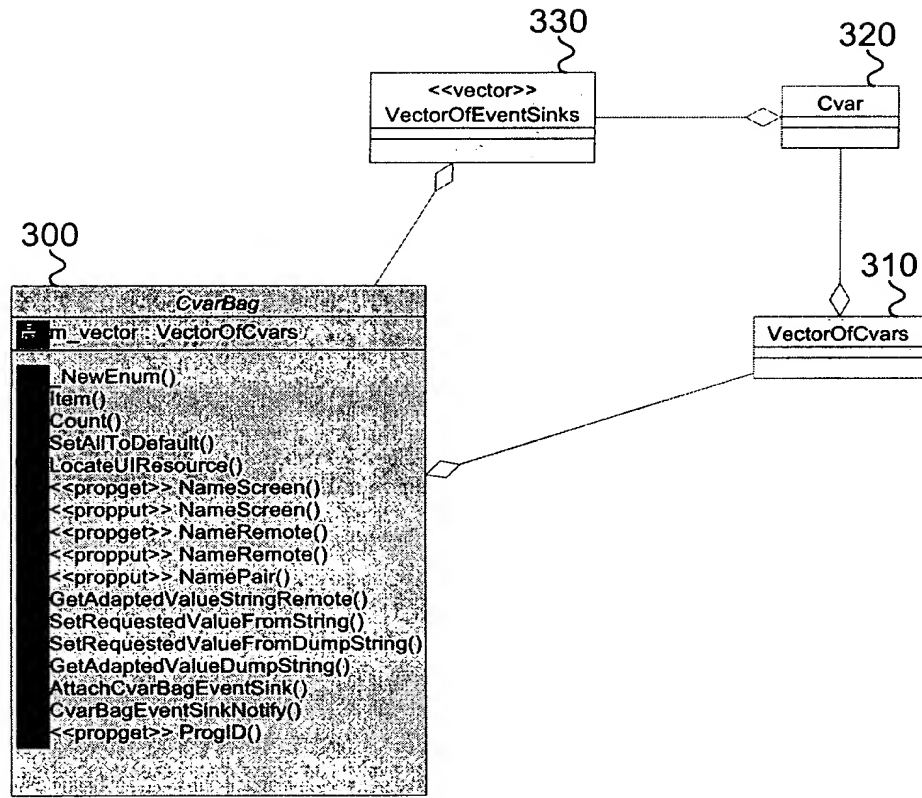 330
320
<<vector>>
VectorOfEventSinks
Cvar
300
310
CvarBag
m_vector : VectorOfCvars
VectorOfCvars
_NewEnum()
Item()
Count()
SetAllToDefault()
LocateUIResource()
<<propget>> NameScreen()
<<propput>> NameScreen()
<<propget>> NameRemote()
<<propput>> NameRemote()
<<propput>> NamePair()
GetAdaptedValueStringRemote()
SetRequestedValueFromString()
SetRequestedValueFromDumpString()
GetAdaptedValueDumpString()
AttachCvarBagEventSink()
CvarBagEventSinkNotify()
<<propget>> ProgID()